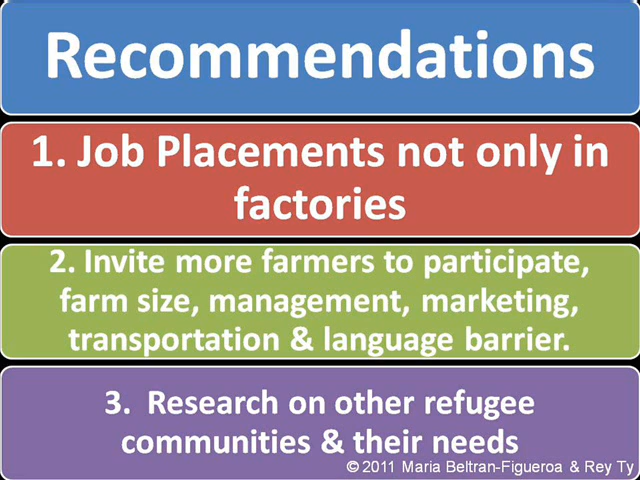 Recommendations
1. Job Placements not only in
factories
2. Invite more farmers to participate,
farm size, management, marketing,
transportation & language barrier.
3.  Research on other refugee
communities & their needs
© 2011 Maria Beltran-Figueroa & Rey Ty